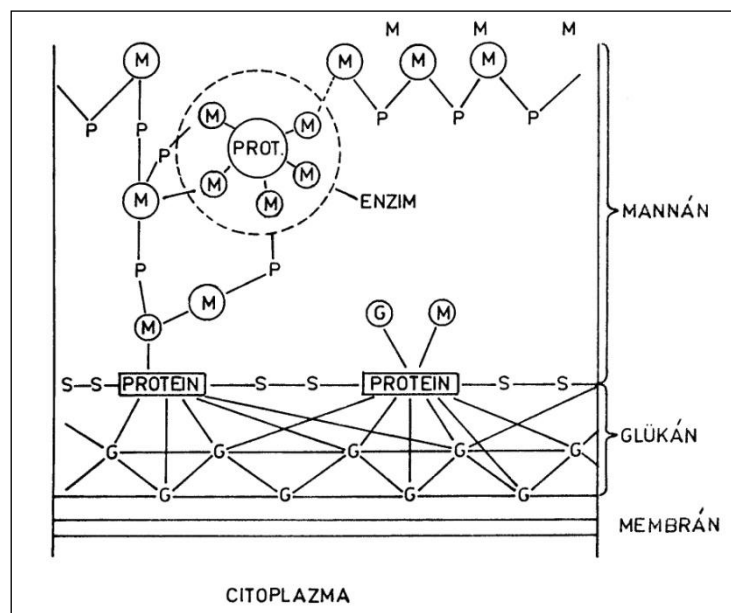 M M M
M M M M
P P P P P
M M
P PROT.
M M M M
ENZIM
MANNÁN
P P
M M
G M
S S PROTEIN S S PROTEIN S S
G G G G G
GLÜKÁN
G G G G
MEMBRÁN
CITOPLAZMA